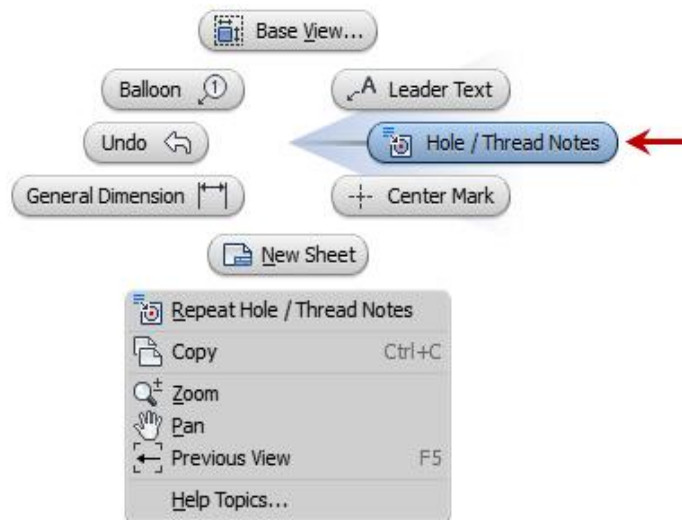 Base View...
Balloon 1
A Leader Text
Undo
Hole / Thread Notes
General Dimension
Center Mark
New Sheet
Repeat Hole / Thread Notes
Copy Ctrl+C
Zoom
Pan
Previous View F5
Help Topics...